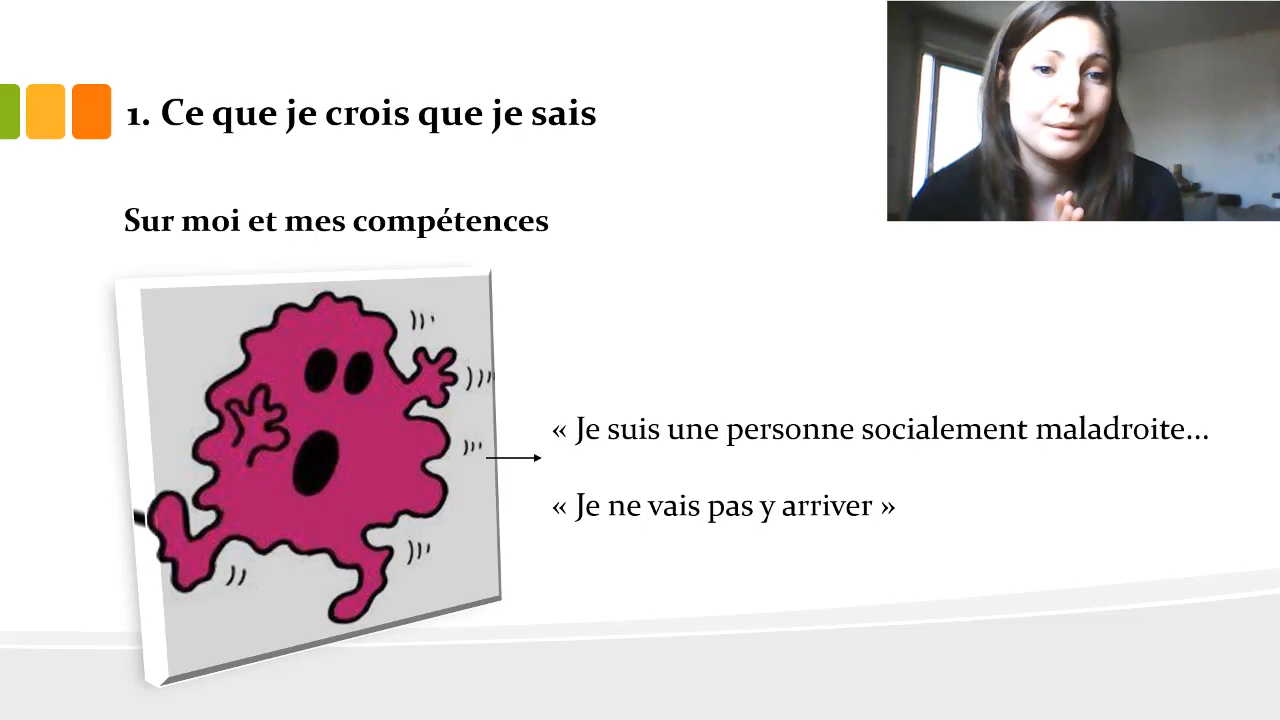 1. Ce que je crois que je sais
Sur moi et mes compétences
« Je suis une personne socialement maladroite...
« Je ne vais pas y arriver »